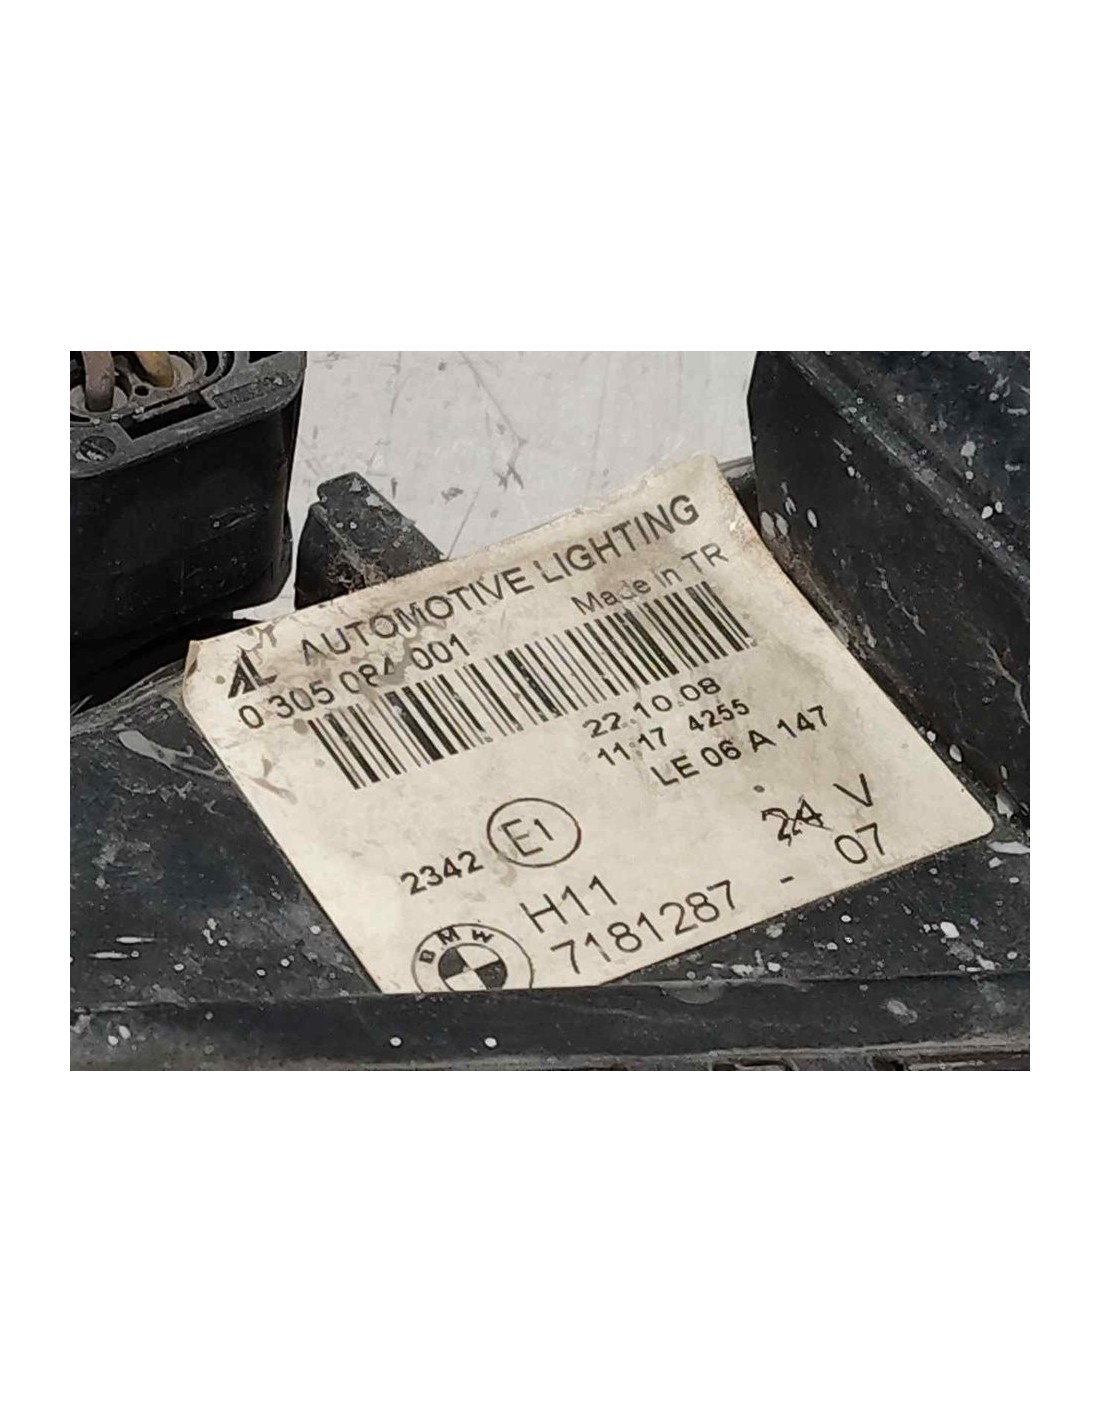 AL AUTOMOTIVE LIGHTING
0 305 084 001 Made in TR
22.10.08
11:17 4255
LE 06 A 147
2342 E1
24 V
H11
7181287 - 07
BMW